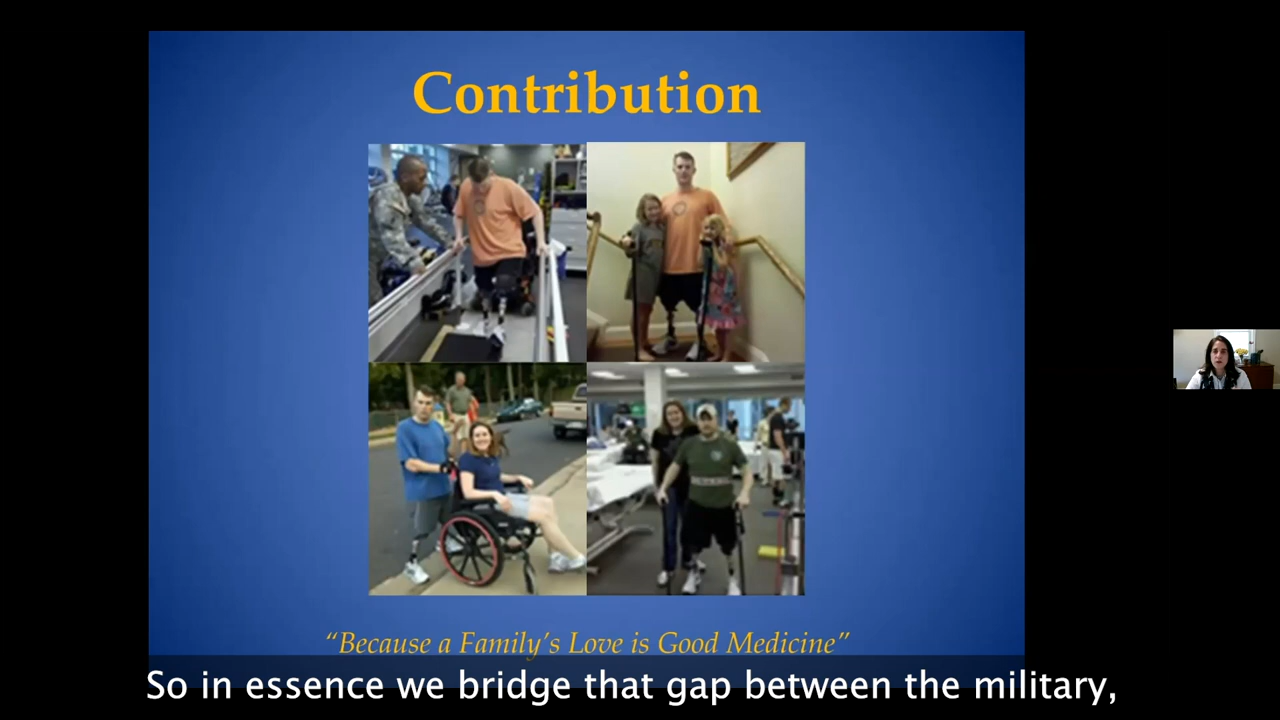 Contribution
“Because a Family’s Love is Good Medicine”
So in essence we bridge that gap between the military,